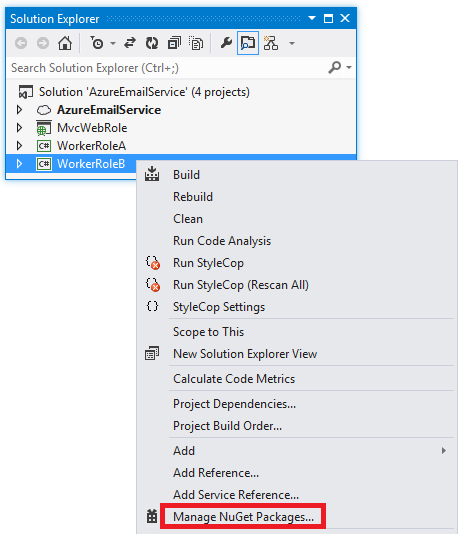 Solution Explorer
Search Solution Explorer (Ctrl+;)
Solution 'AzureEmailService' (4 projects)
AzureEmailService
MvcWebRole
C# WorkerRoleA
C# WorkerRoleB
Build
Rebuild
Clean
Run Code Analysis
Run StyleCop
Run StyleCop (Rescan All)
StyleCop Settings
Scope to This
New Solution Explorer View
Calculate Code Metrics
Project Dependencies...
Project Build Order...
Add
Add Reference...
Add Service Reference...
Manage NuGet Packages...